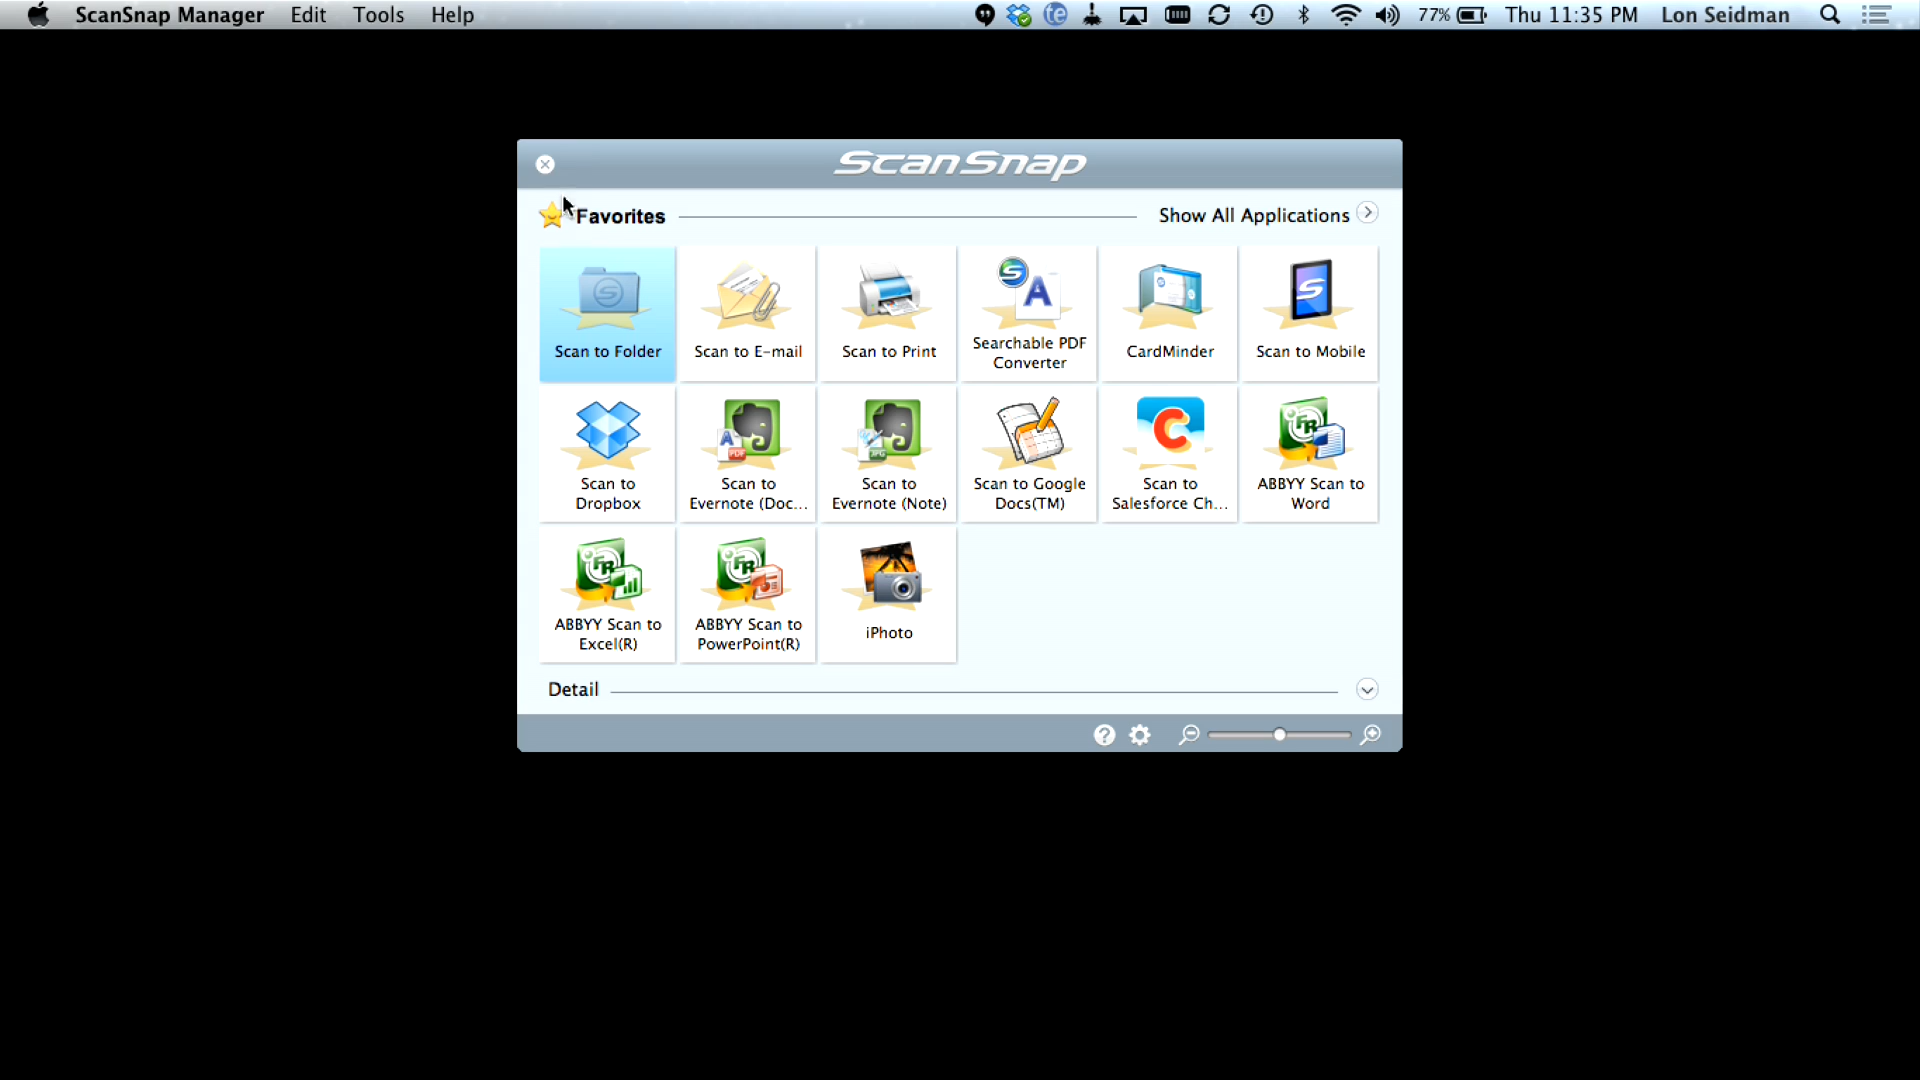 ScanSnap Manager Edit Tools Help 77% Thu 11:35 PM Lon Seidman
ScanSnap
Favorites Show All Applications
Scan to Folder
Scan to E-mail
Scan to Print
Searchable PDF
Converter
CardMinder
Scan to Mobile
Scan to
Dropbox
Scan to
Evernote (Doc...
Scan to
Evernote (Note)
Scan to Google
Docs(TM)
Scan to
Salesforce Ch...
ABBYY Scan to
Word
ABBYY Scan to
Excel(R)
ABBYY Scan to
PowerPoint(R)
iPhoto
Detail